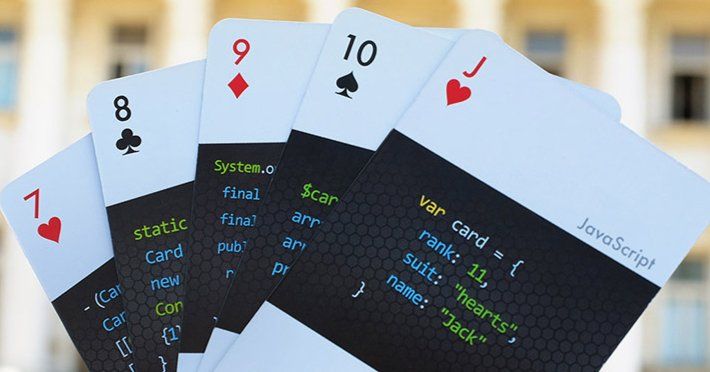 7
- (Car
Car
[[
8
static
Card
new
Con
{1}
9
System.o
final
final
publ
r
10
$car
arr
arr
pr
J
JavaScript
var card = {
rank: 11,
suit: "hearts",
name: "Jack"
}